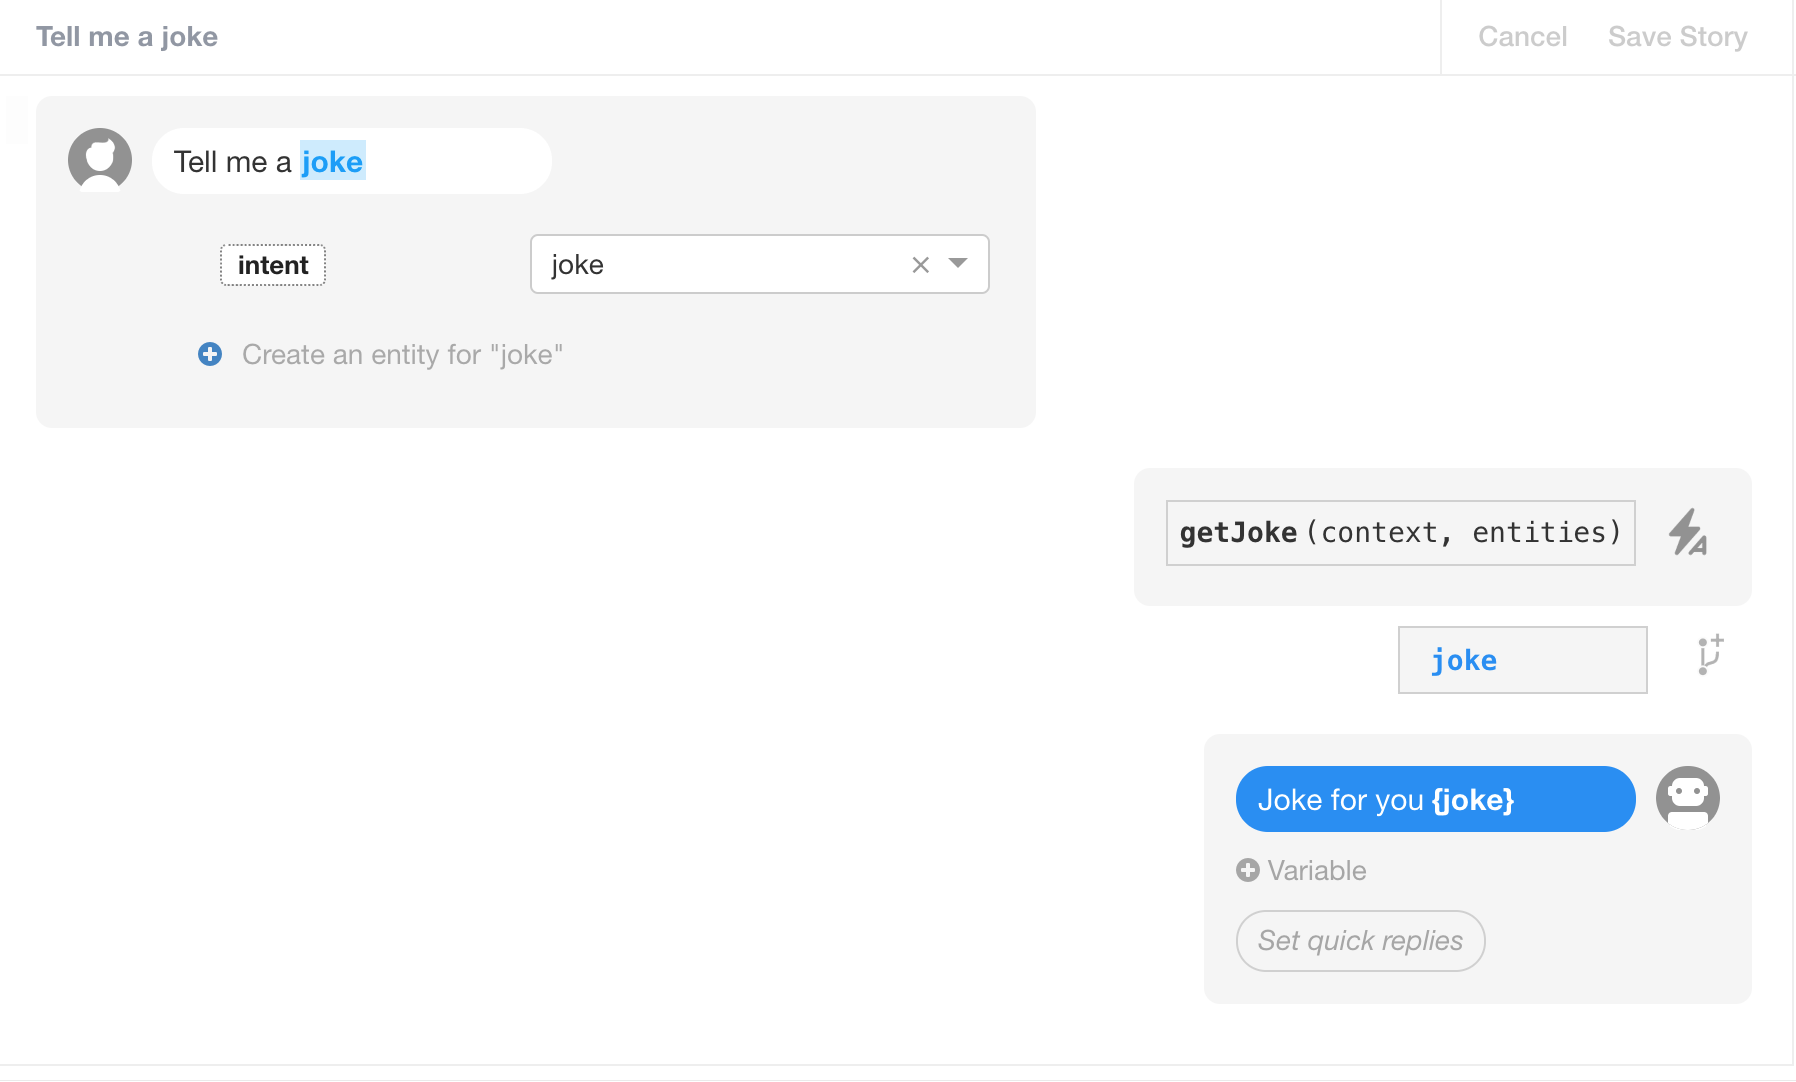 Tell me a joke
Cancel Save Story
Tell me a joke
intent joke
Create an entity for "joke"
getJoke(context, entities)
joke
Joke for you {joke}
Variable
Set quick replies